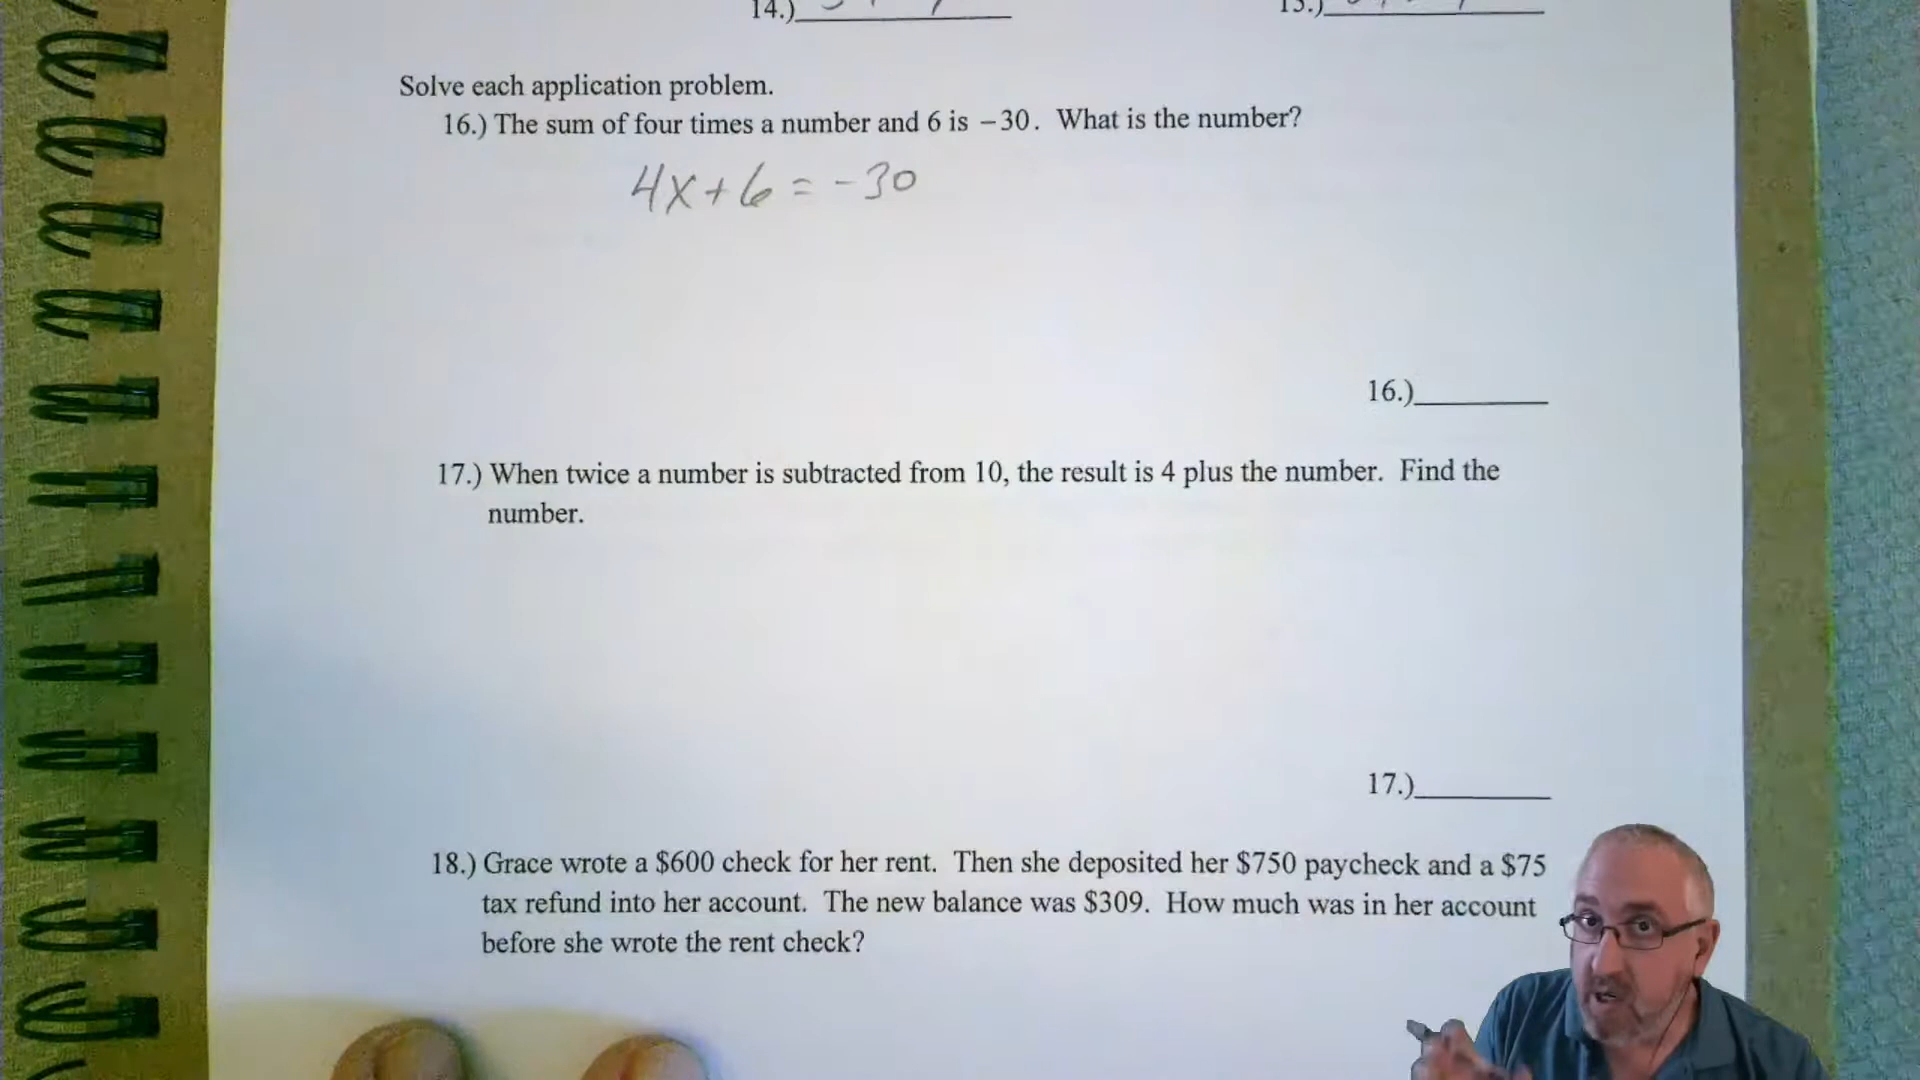 14.)
15.)
Solve each application problem.
16.) The sum of four times a number and 6 is −30. What is the number?
4x+6=-30
16.)
17.) When twice a number is subtracted from 10, the result is 4 plus the number. Find the
number.
17.)
18.) Grace wrote a $600 check for her rent. Then she deposited her $750 paycheck and a $75
tax refund into her account. The new balance was $309. How much was in her account
before she wrote the rent check?